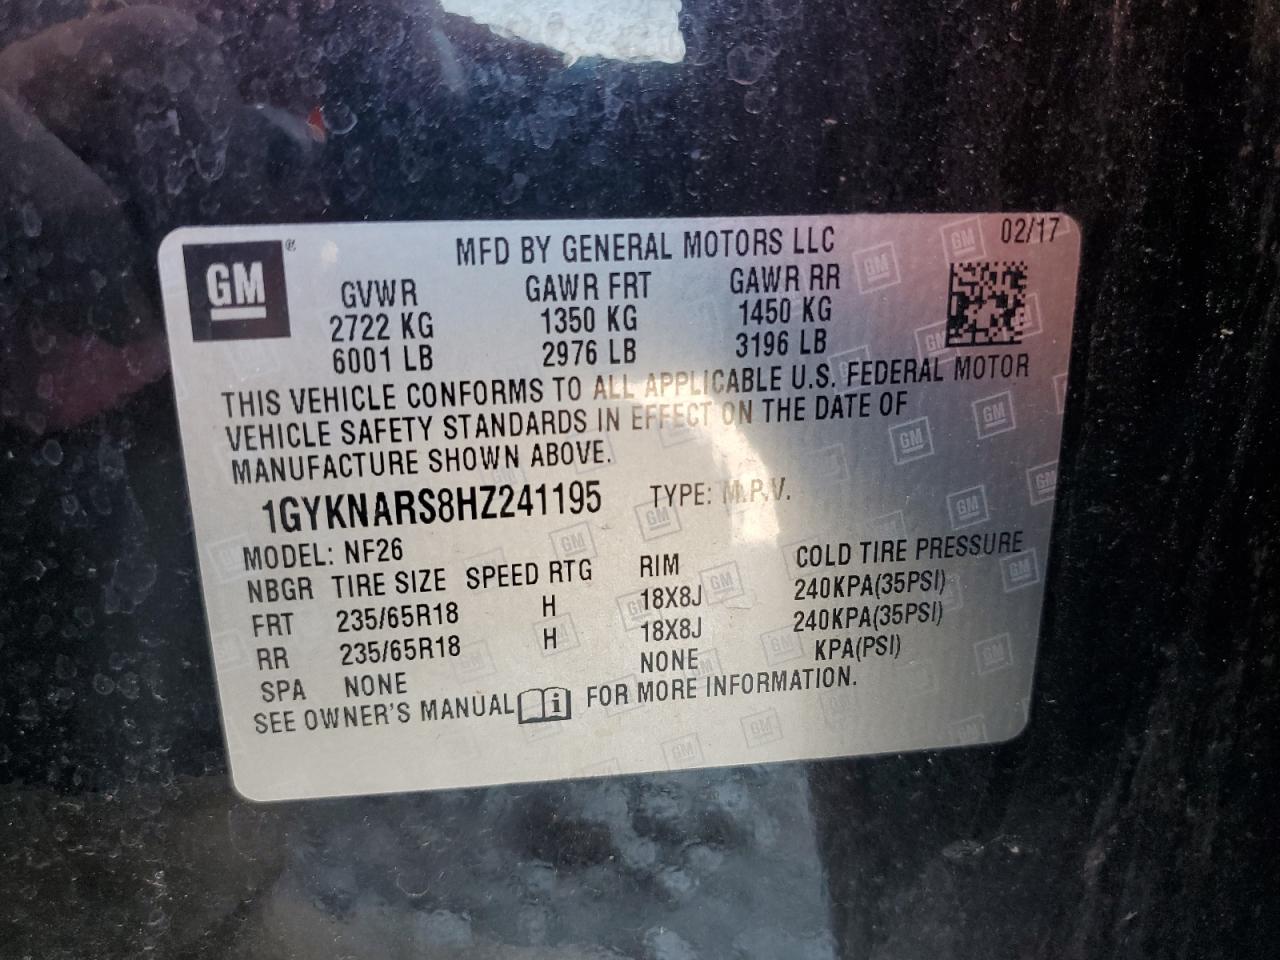 GM ® MFD BY GENERAL MOTORS LLC 02/17
GVWR GAWR FRT GAWR RR
2722 KG 1350 KG 1450 KG
6001 LB 2976 LB 3196 LB
THIS VEHICLE CONFORMS TO ALL APPLICABLE U.S. FEDERAL MOTOR
VEHICLE SAFETY STANDARDS IN EFFECT ON THE DATE OF
MANUFACTURE SHOWN ABOVE.
1GYKNARS8HZ241195 TYPE: M.P.V.
MODEL: NF26
NBGR TIRE SIZE SPEED RTG RIM COLD TIRE PRESSURE
FRT 235/65R18 H 18X8J 240KPA(35PSI)
RR 235/65R18 H 18X8J 240KPA(35PSI)
SPA NONE NONE KPA(PSI)
SEE OWNER'S MANUAL FOR MORE INFORMATION.